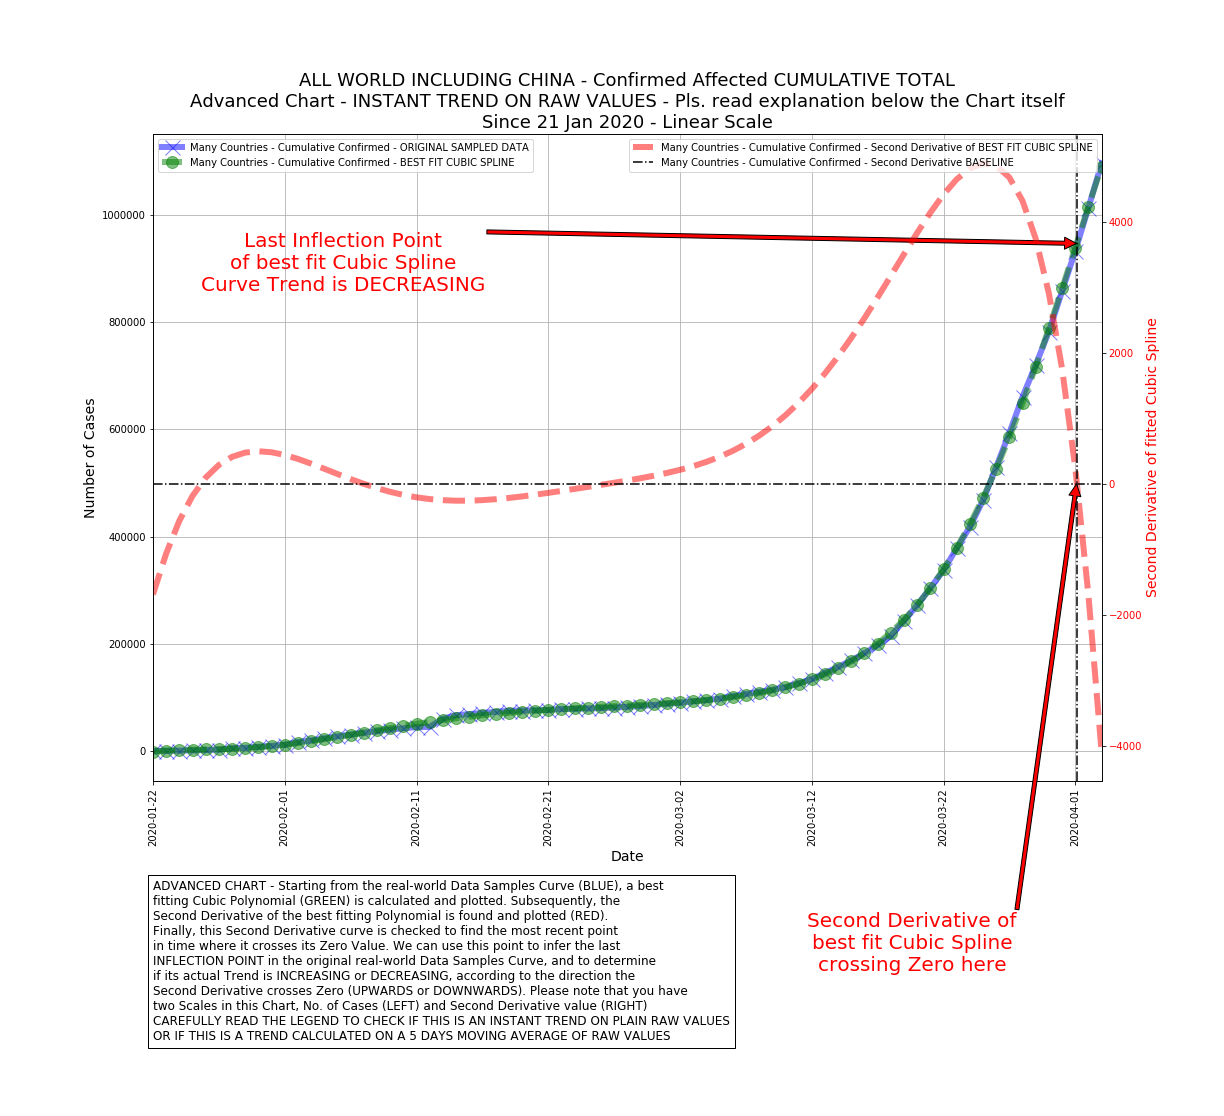 ALL WORLD INCLUDING CHINA - Confirmed Affected CUMULATIVE TOTAL
Advanced Chart - INSTANT TREND ON RAW VALUES - Pls. read explanation below the Chart itself
Since 21 Jan 2020 - Linear Scale
Many Countries - Cumulative Confirmed - ORIGINAL SAMPLED DATA
Many Countries - Cumulative Confirmed - BEST FIT CUBIC SPLINE
Many Countries - Cumulative Confirmed - Second Derivative of BEST FIT CUBIC SPLINE
Many Countries - Cumulative Confirmed - Second Derivative BASELINE
Last Inflection Point
of best fit Cubic Spline
Curve Trend is DECREASING
Number of Cases
1000000
800000
600000
400000
200000
0
4000
2000
0
−2000
−4000
Second Derivative of fitted Cubic Spline
2020-01-22
2020-02-01
2020-02-11
2020-02-21
2020-03-02
2020-03-12
2020-03-22
2020-04-01
Date
ADVANCED CHART - Starting from the real-world Data Samples Curve (BLUE), a best
fitting Cubic Polynomial (GREEN) is calculated and plotted. Subsequently, the
Second Derivative of the best fitting Polynomial is found and plotted (RED).
Finally, this Second Derivative curve is checked to find the most recent point
in time where it crosses its Zero Value. We can use this point to infer the last
INFLECTION POINT in the original real-world Data Samples Curve, and to determine
if its actual Trend is INCREASING or DECREASING, according to the direction the
Second Derivative crosses Zero (UPWARDS or DOWNWARDS). Please note that you have
two Scales in this Chart, No. of Cases (LEFT) and Second Derivative value (RIGHT)
CAREFULLY READ THE LEGEND TO CHECK IF THIS IS AN INSTANT TREND ON PLAIN RAW VALUES
OR IF THIS IS A TREND CALCULATED ON A 5 DAYS MOVING AVERAGE OF RAW VALUES
Second Derivative of
best fit Cubic Spline
crossing Zero here